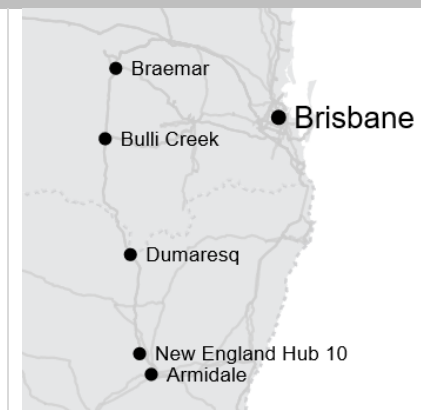 Braemar
Brisbane
Bulli Creek
Dumaresq
New England Hub 10
Armidale